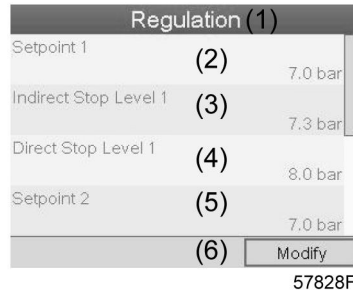 Regulation (1)
Setpoint 1
(2)
7.0 bar
Indirect Stop Level 1
(3)
7.3 bar
Direct Stop Level 1
(4)
8.0 bar
Setpoint 2
(5)
7.0 bar
(6) Modify
57828F